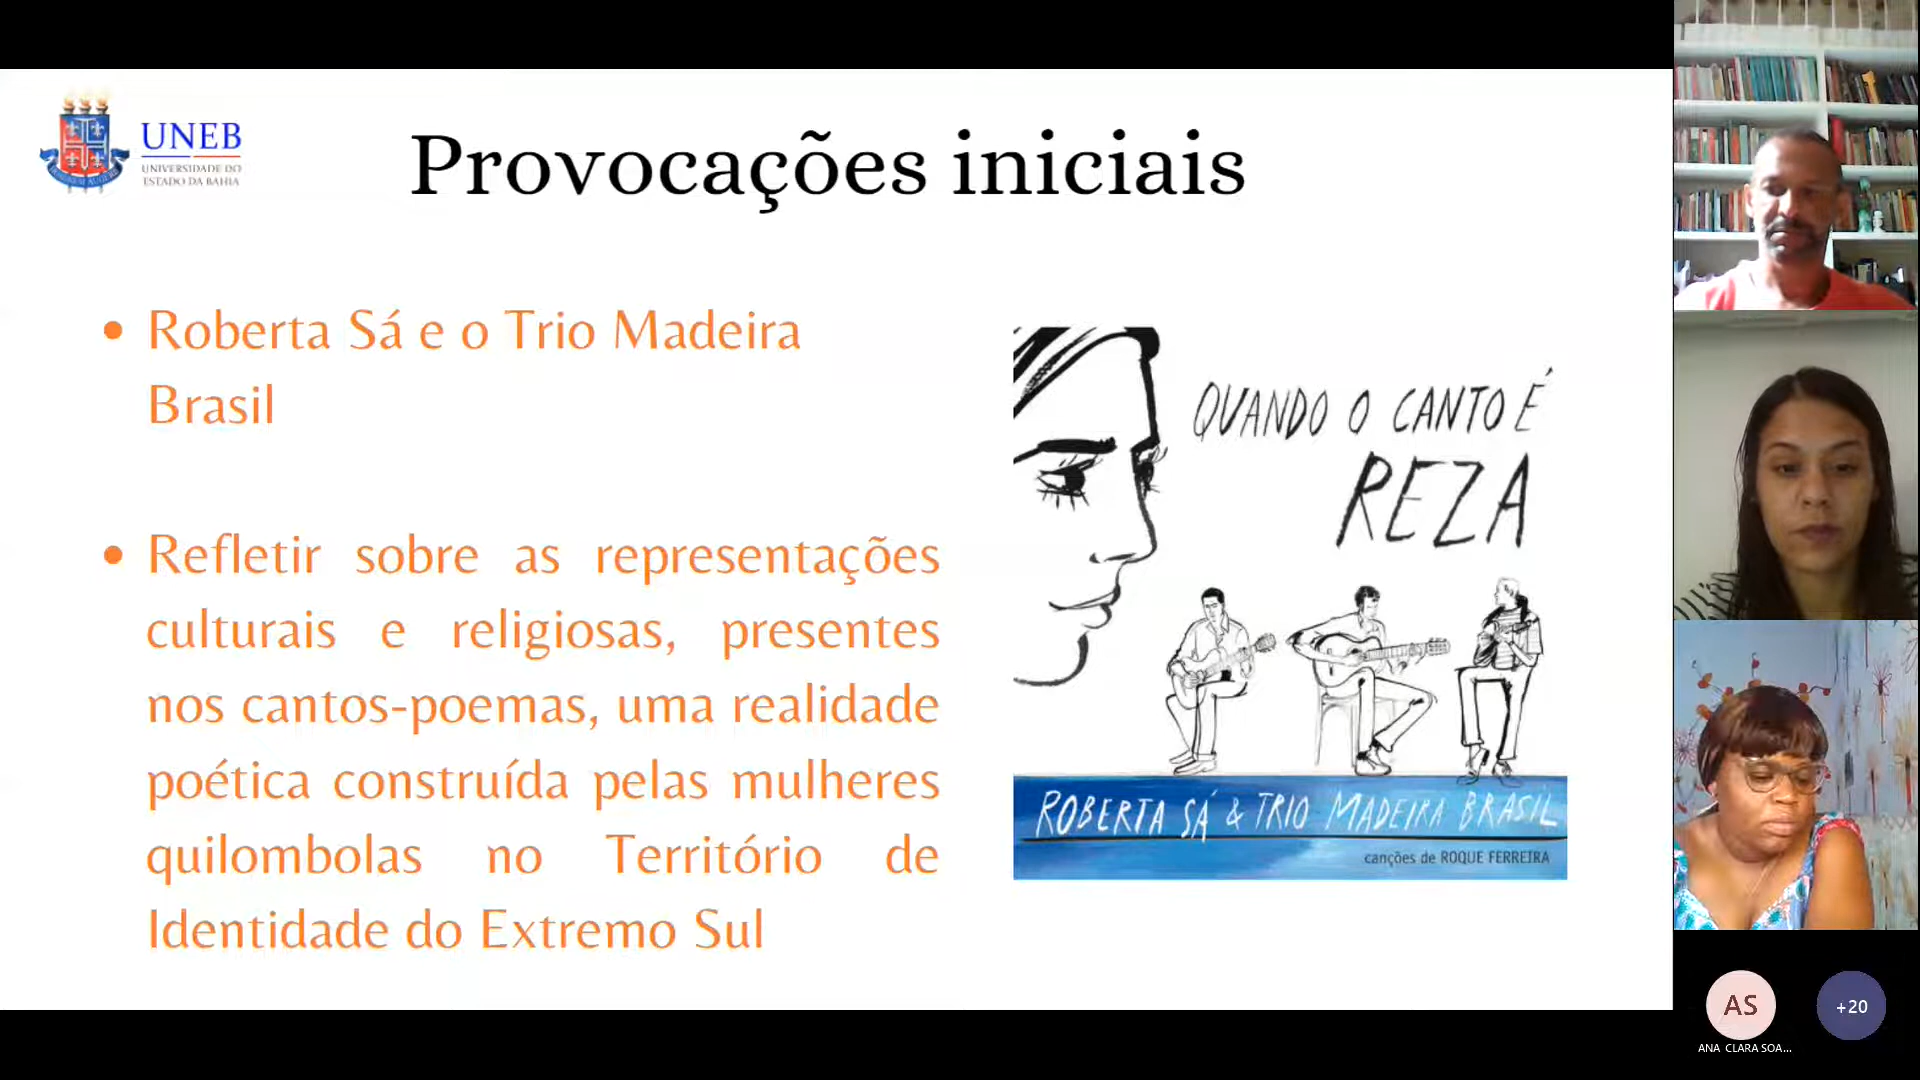 UNEB
UNIVERSIDADE DO
ESTADO DA BAHIA
Provocações iniciais
• Roberta Sá e o Trio Madeira
Brasil
• Refletir sobre as representações
culturais e religiosas, presentes
nos cantos-poemas, uma realidade
poética construída pelas mulheres
quilombolas no Território de
Identidade do Extremo Sul
QUANDO O CANTO É
REZA
ROBERTA SÁ & TRIO MADEIRA BRASIL
canções de ROQUE FERREIRA
AS
+20
ANA CLARA SOA...